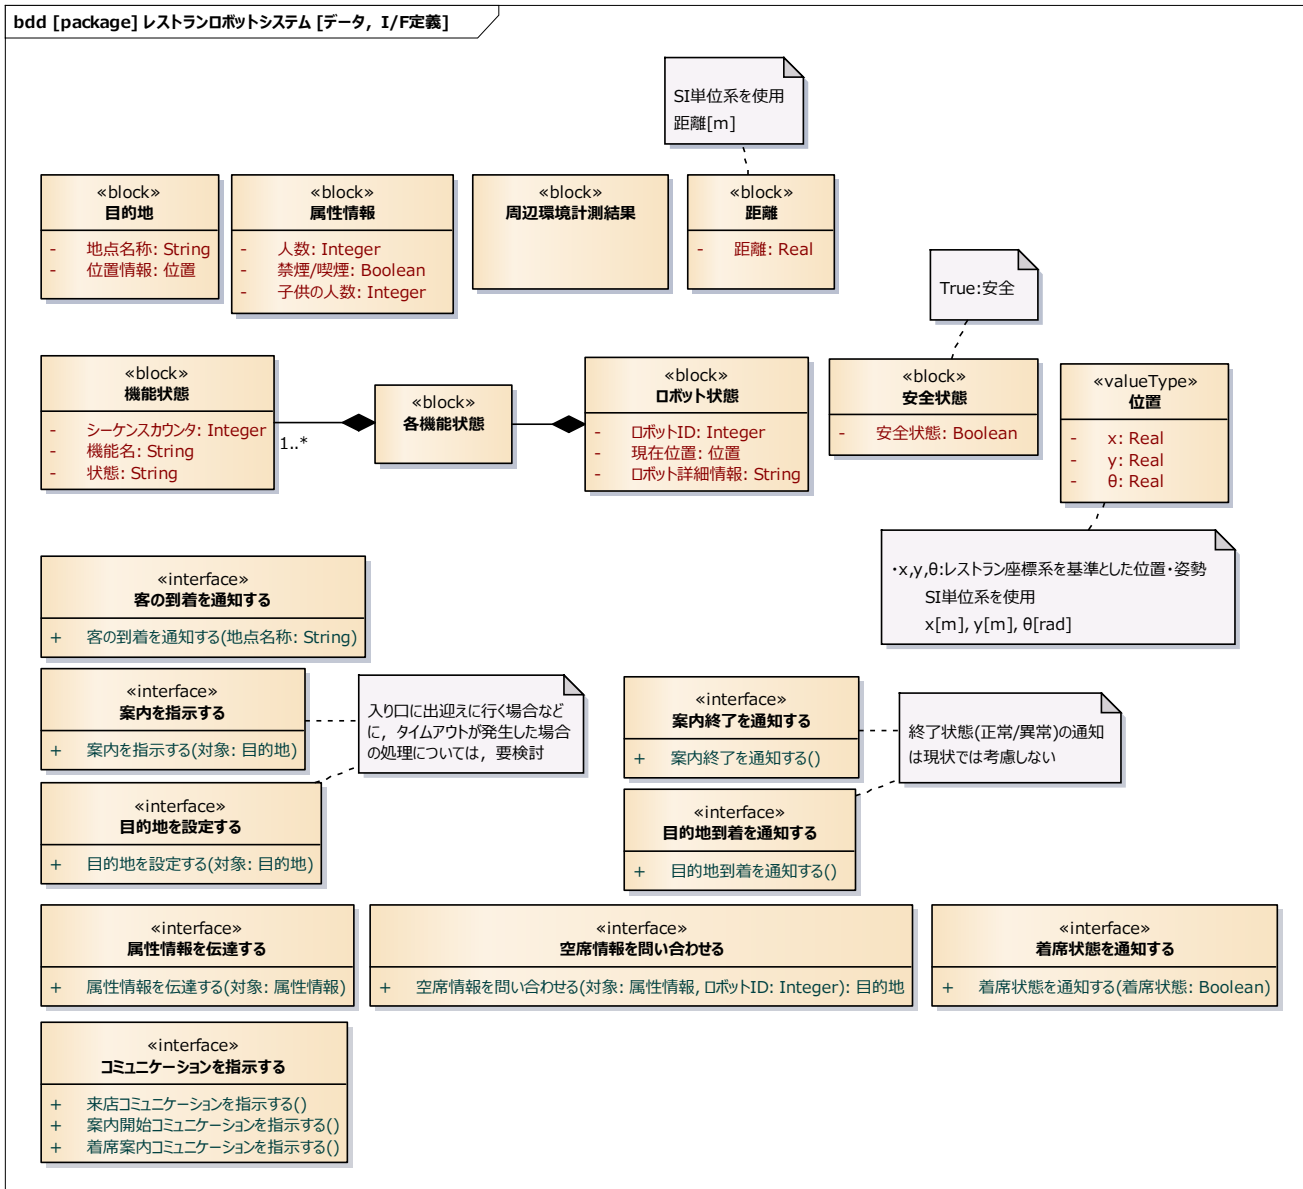 bdd [package] レストランロボットシステム [データ，I/F定義]
SI単位系を使用
距離[m]
«block»
目的地
- 地点名称: String
- 位置情報: 位置
«block»
属性情報
- 人数: Integer
- 禁煙/喫煙: Boolean
- 子供の人数: Integer
«block»
周辺環境計測結果
«block»
距離
- 距離: Real
True:安全
«block»
機能状態
- シーケンスカウンタ: Integer
- 機能名: String
- 状態: String
1..*
«block»
各機能状態
«block»
ロボット状態
- ロボットID: Integer
- 現在位置: 位置
- ロボット詳細情報: String
«block»
安全状態
- 安全状態: Boolean
«valueType»
位置
- x: Real
- y: Real
- θ: Real
・x,y,θ:レストラン座標系を基準とした位置・姿勢
SI単位系を使用
x[m], y[m], θ[rad]
«interface»
客の到着を通知する
+ 客の到着を通知する(地点名称: String)
«interface»
案内を指示する
+ 案内を指示する(対象: 目的地)
入り口に出迎えに行く場合など
に，タイムアウトが発生した場合
の処理については，要検討
«interface»
案内終了を通知する
+ 案内終了を通知する()
終了状態(正常/異常)の通知
は現状では考慮しない
«interface»
目的地を設定する
+ 目的地を設定する(対象: 目的地)
«interface»
目的地到着を通知する
+ 目的地到着を通知する()
«interface»
属性情報を伝達する
+ 属性情報を伝達する(対象: 属性情報)
«interface»
空席情報を問い合わせる
+ 空席情報を問い合わせる(対象: 属性情報, ロボットID: Integer): 目的地
«interface»
着席状態を通知する
+ 着席状態を通知する(着席状態: Boolean)
«interface»
コミュニケーションを指示する
+ 来店コミュニケーションを指示する()
+ 案内開始コミュニケーションを指示する()
+ 着席案内コミュニケーションを指示する()